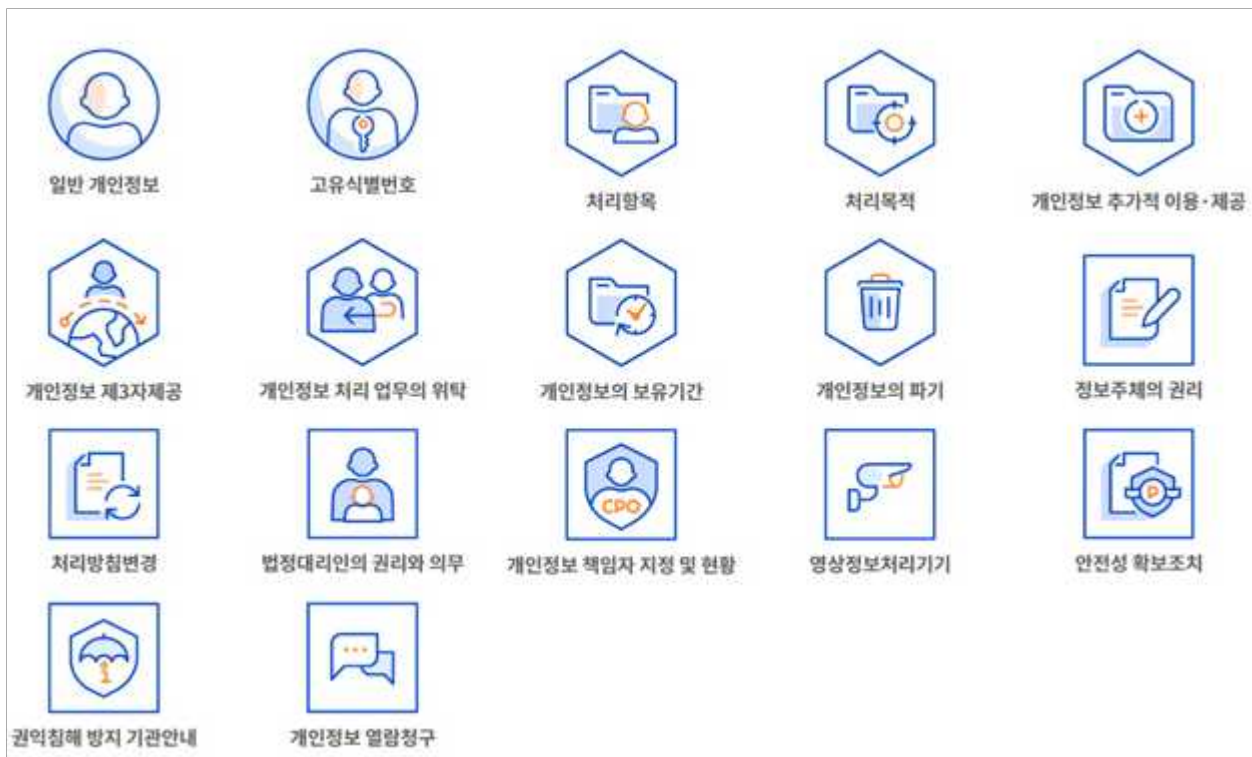 일반 개인정보
고유식별번호
처리항목
처리목적
개인정보 추가적 이용·제공
개인정보 제3자제공
개인정보 처리 업무의 위탁
개인정보의 보유기간
개인정보의 파기
정보주체의 권리
처리방침변경
법정대리인의 권리와 의무
CPO
개인정보 책임자 지정 및 현황
영상정보처리기기
P
안전성 확보조치
권익침해 방지 기관안내
개인정보 열람청구